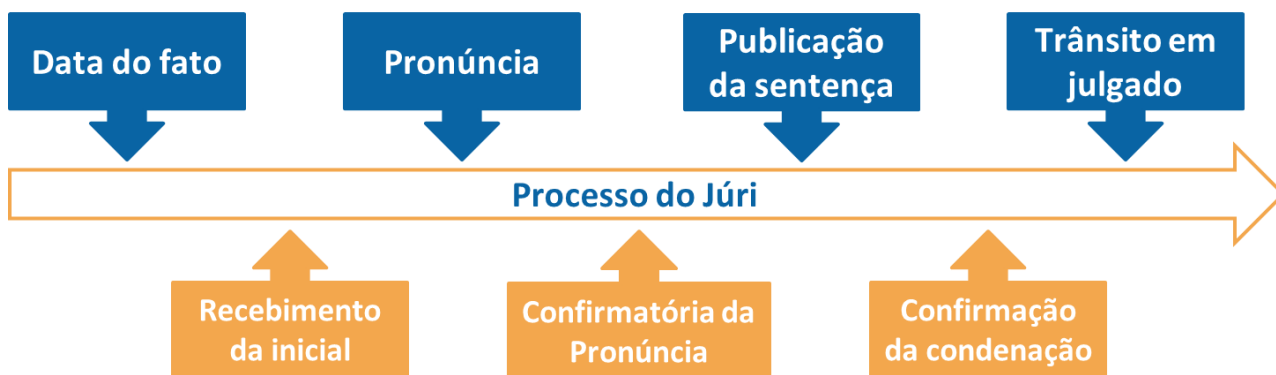 Data do fato
Pronúncia
Publicação
da sentença
Trânsito em
julgado
Processo do Júri
Recebimento
da inicial
Confirmatória da
Pronúncia
Confirmação
da condenação